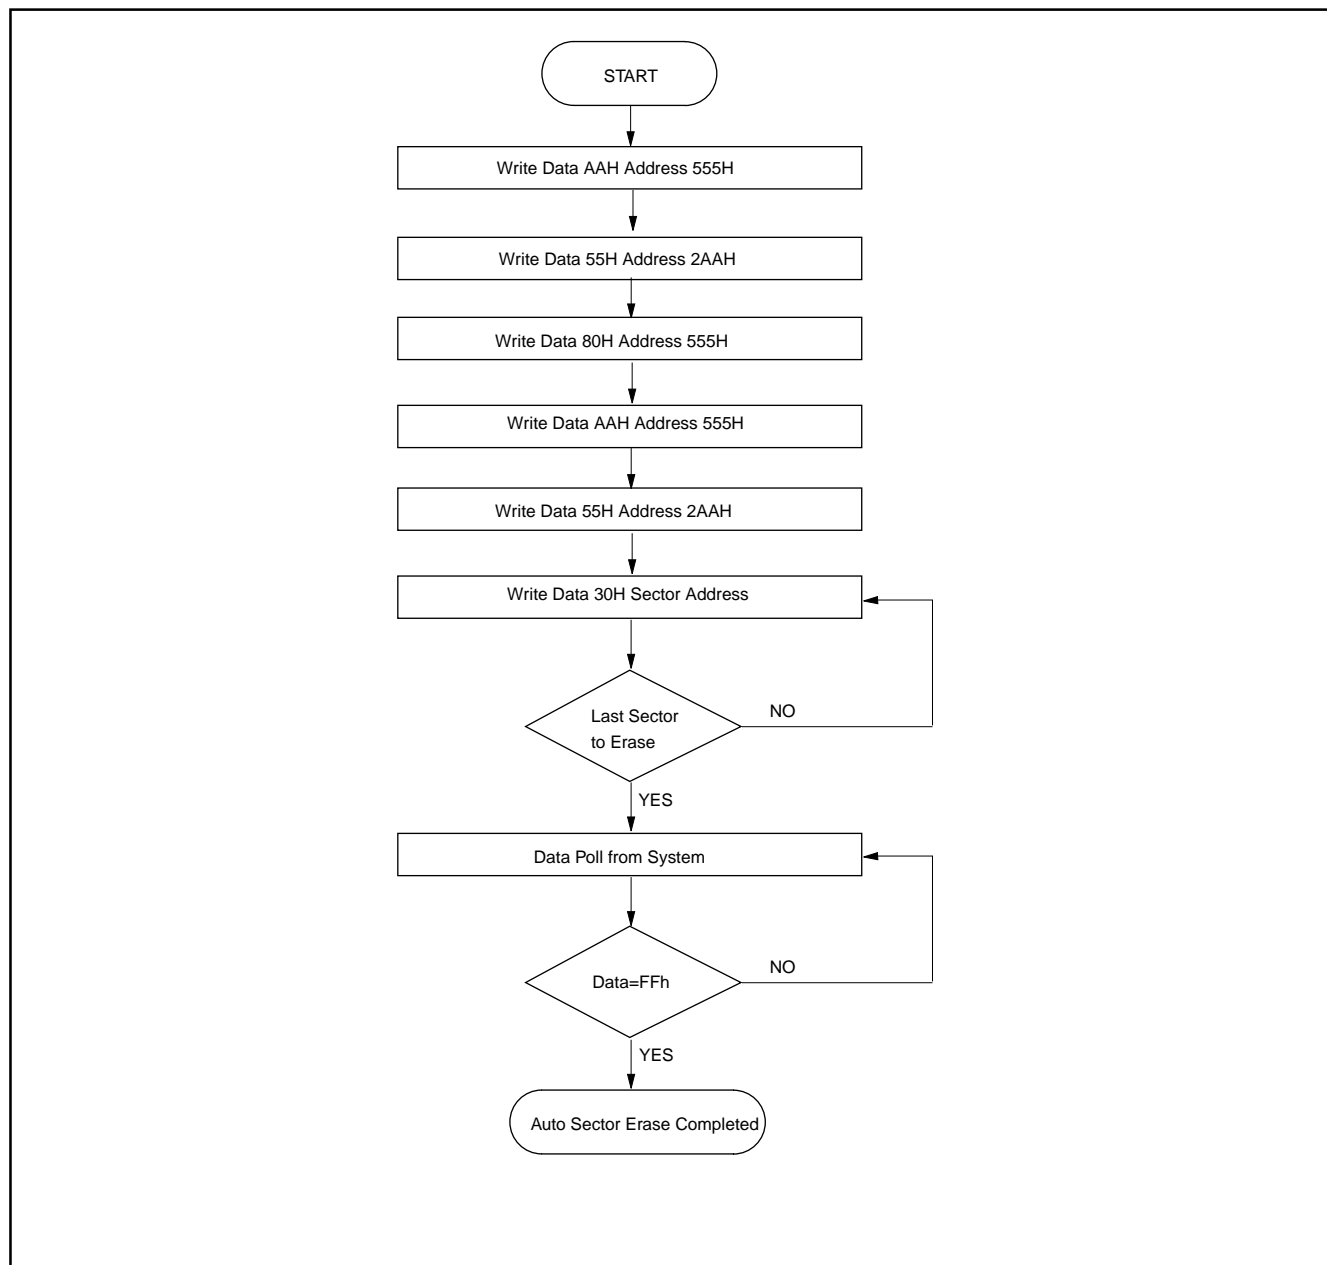 START
Write Data AAH Address 555H
Write Data 55H Address 2AAH
Write Data 80H Address 555H
Write Data AAH Address 555H
Write Data 55H Address 2AAH
Write Data 30H Sector Address
Last Sector
to Erase
NO
YES
Data Poll from System
Data=FFh
NO
YES
Auto Sector Erase Completed